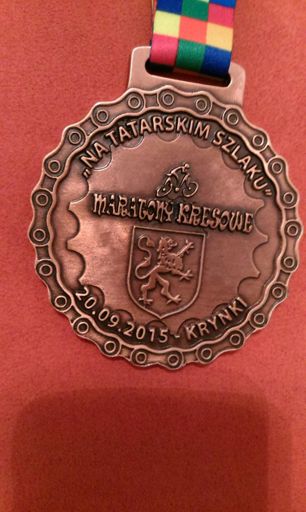 „NA TATARSKIM SZLAKU"
MARATONY KRESOWE
20.09.2015 - KRYNKI